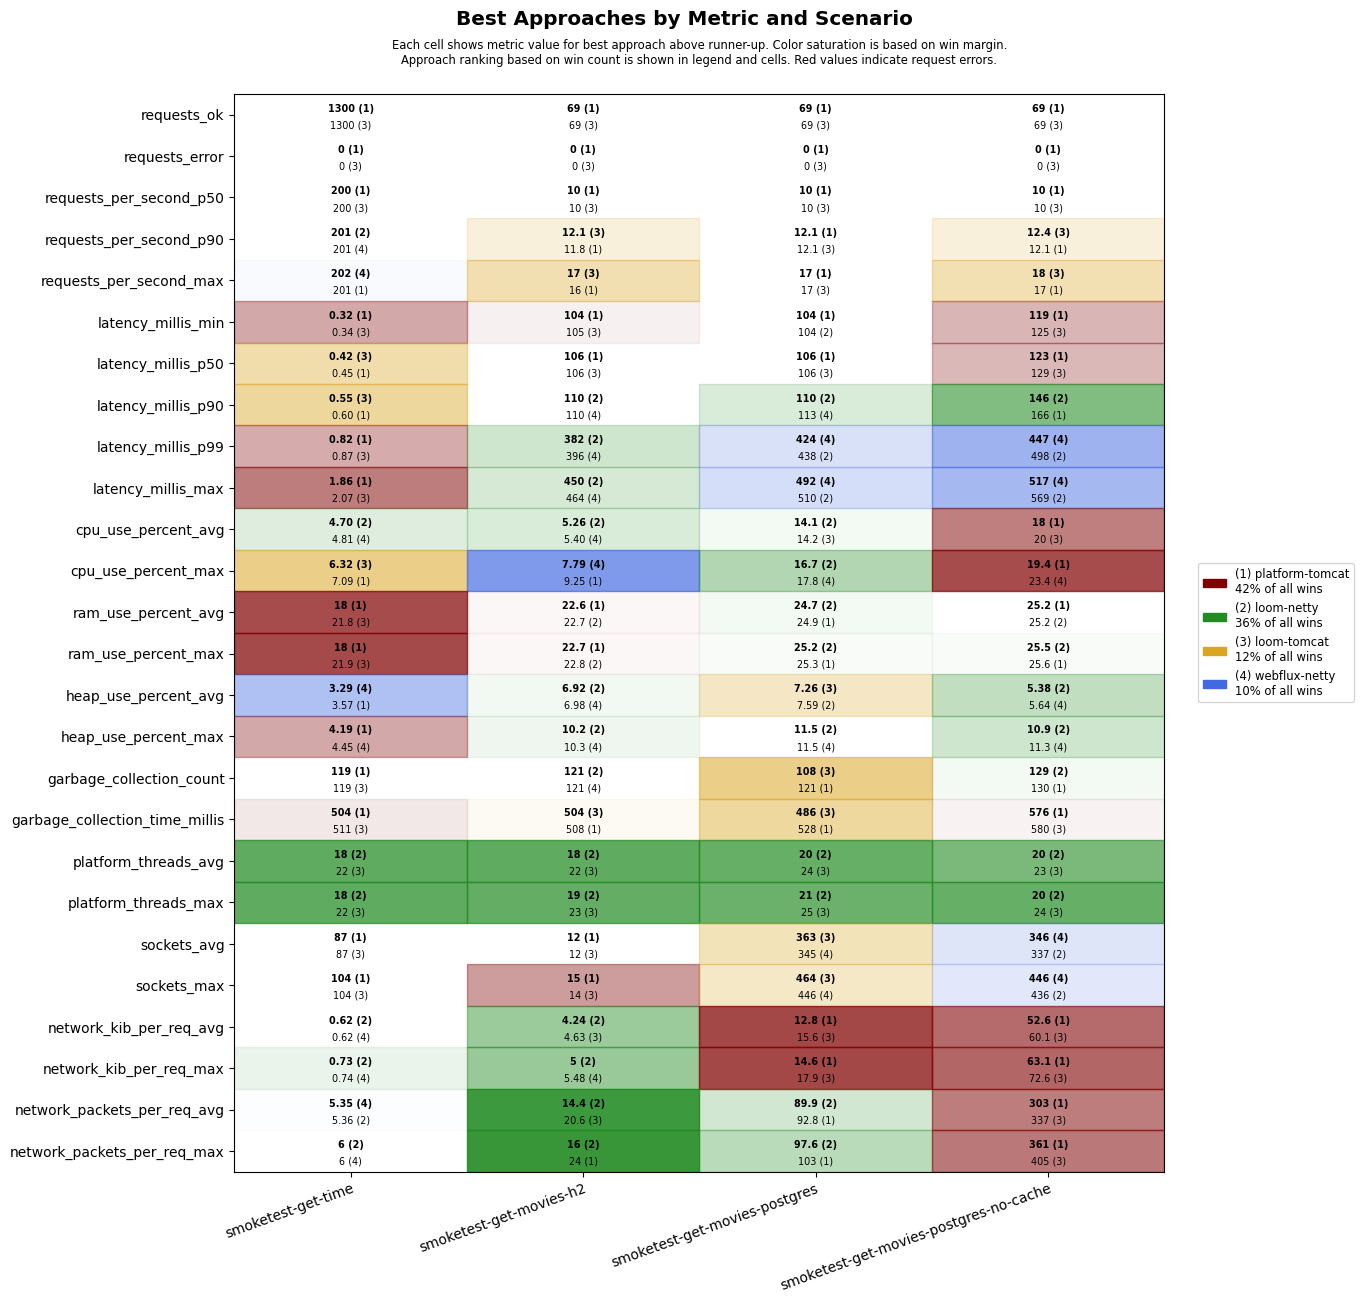 Best Approaches by Metric and Scenario
Each cell shows metric value for best approach above runner-up. Color saturation is based on win margin.
Approach ranking based on win count is shown in legend and cells. Red values indicate request errors.
requests_ok
1300 (1) 69 (1) 69 (1) 69 (1)
1300 (3) 69 (3) 69 (3) 69 (3)
requests_error
0 (1) 0 (1) 0 (1) 0 (1)
0 (3) 0 (3) 0 (3) 0 (3)
requests_per_second_p50
200 (1) 10 (1) 10 (1) 10 (1)
200 (3) 10 (3) 10 (3) 10 (3)
requests_per_second_p90
201 (2) 12.1 (3) 12.1 (1) 12.4 (3)
201 (4) 11.8 (1) 12.1 (3) 12.1 (1)
requests_per_second_max
202 (4) 17 (3) 17 (1) 18 (3)
201 (1) 16 (1) 17 (3) 17 (1)
latency_millis_min
0.32 (1) 104 (1) 104 (1) 119 (1)
0.34 (3) 105 (3) 104 (2) 125 (3)
latency_millis_p50
0.42 (3) 106 (1) 106 (1) 123 (1)
0.45 (1) 106 (3) 106 (3) 129 (3)
latency_millis_p90
0.55 (3) 110 (2) 110 (2) 146 (2)
0.60 (1) 110 (4) 113 (4) 166 (1)
latency_millis_p99
0.82 (1) 382 (2) 424 (4) 447 (4)
0.87 (3) 396 (4) 438 (2) 498 (2)
latency_millis_max
1.86 (1) 450 (2) 492 (4) 517 (4)
2.07 (3) 464 (4) 510 (2) 569 (2)
cpu_use_percent_avg
4.70 (2) 5.26 (2) 14.1 (2) 18 (1)
4.81 (4) 5.40 (4) 14.2 (3) 20 (3)
cpu_use_percent_max
6.32 (3) 7.79 (4) 16.7 (2) 19.4 (1)
7.09 (1) 9.25 (1) 17.8 (4) 23.4 (4)
ram_use_percent_avg
18 (1) 22.6 (1) 24.7 (2) 25.2 (1)
21.8 (3) 22.7 (2) 24.9 (1) 25.2 (2)
ram_use_percent_max
18 (1) 22.7 (1) 25.2 (2) 25.5 (2)
21.9 (3) 22.8 (2) 25.3 (1) 25.6 (1)
heap_use_percent_avg
3.29 (4) 6.92 (2) 7.26 (3) 5.38 (2)
3.57 (1) 6.98 (4) 7.59 (2) 5.64 (4)
heap_use_percent_max
4.19 (1) 10.2 (2) 11.5 (2) 10.9 (2)
4.45 (4) 10.3 (4) 11.5 (4) 11.3 (4)
garbage_collection_count
119 (1) 121 (2) 108 (3) 129 (2)
119 (3) 121 (4) 121 (1) 130 (1)
garbage_collection_time_millis
504 (1) 504 (3) 486 (3) 576 (1)
511 (3) 508 (1) 528 (1) 580 (3)
platform_threads_avg
18 (2) 18 (2) 20 (2) 20 (2)
22 (3) 22 (3) 24 (3) 23 (3)
platform_threads_max
18 (2) 19 (2) 21 (2) 20 (2)
22 (3) 23 (3) 25 (3) 24 (3)
sockets_avg
87 (1) 12 (1) 363 (3) 346 (4)
87 (3) 12 (3) 345 (4) 337 (2)
sockets_max
104 (1) 15 (1) 464 (3) 446 (4)
104 (3) 14 (3) 446 (4) 436 (2)
network_kib_per_req_avg
0.62 (2) 4.24 (2) 12.8 (1) 52.6 (1)
0.62 (4) 4.63 (3) 15.6 (3) 60.1 (3)
network_kib_per_req_max
0.73 (2) 5 (2) 14.6 (1) 63.1 (1)
0.74 (4) 5.48 (4) 17.9 (3) 72.6 (3)
network_packets_per_req_avg
5.35 (4) 14.4 (2) 89.9 (2) 303 (1)
5.36 (2) 20.6 (3) 92.8 (1) 337 (3)
network_packets_per_req_max
6 (2) 16 (2) 97.6 (2) 361 (1)
6 (4) 24 (1) 103 (1) 405 (3)
smoketest-get-time
smoketest-get-movies-h2
smoketest-get-movies-postgres
smoketest-get-movies-postgres-no-cache
(1) platform-tomcat
42% of all wins
(2) loom-netty
36% of all wins
(3) loom-tomcat
12% of all wins
(4) webflux-netty
10% of all wins